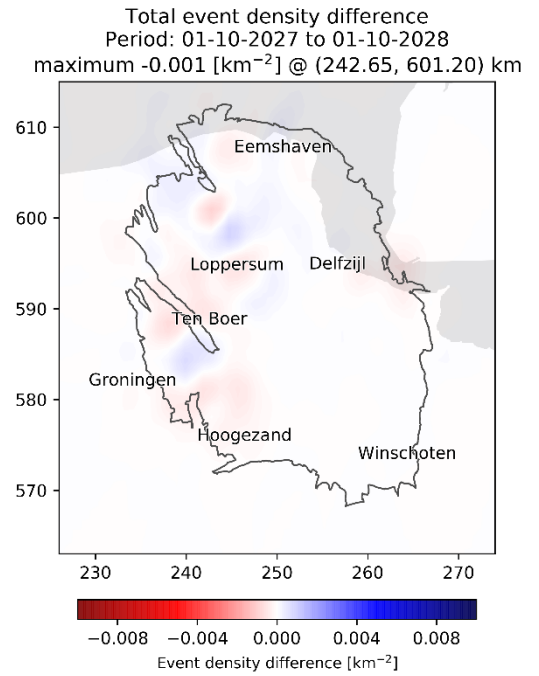 Total event density difference
Period: 01-10-2027 to 01-10-2028
maximum -0.001 [km⁻²] @ (242.65, 601.20) km
610
Eemshaven
600
Loppersum
Delfzijl
590
Ten Boer
Groningen
580
Hoogezand
Winschoten
570
230 240 250 260 270
−0.008 −0.004 0.000 0.004 0.008
Event density difference [km⁻²]